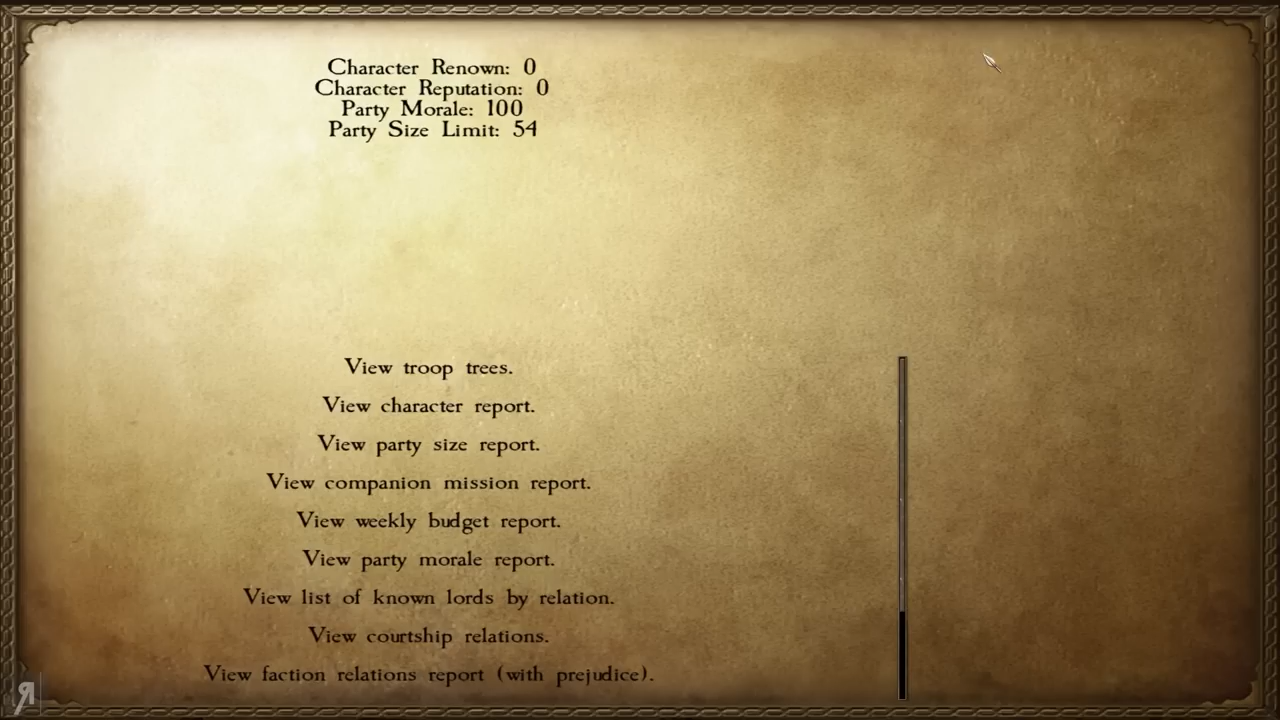 Character Renown: 0
Character Reputation: 0
Party Morale: 100
Party Size Limit: 54
View troop trees.
View character report.
View party size report.
View companion mission report.
View weekly budget report.
View party morale report.
View list of known lords by relation.
View courtship relations.
View faction relations report (with prejudice).